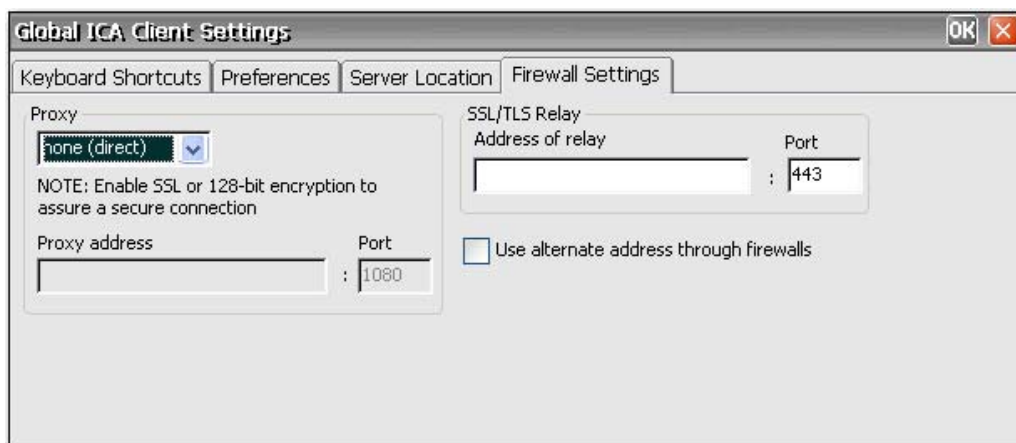 Global ICA Client Settings
OK
Keyboard Shortcuts
Preferences
Server Location
Firewall Settings
Proxy
none (direct)
NOTE: Enable SSL or 128-bit encryption to
assure a secure connection
Proxy address
Port
:
1080
SSL/TLS Relay
Address of relay
Port
:
443
Use alternate address through firewalls